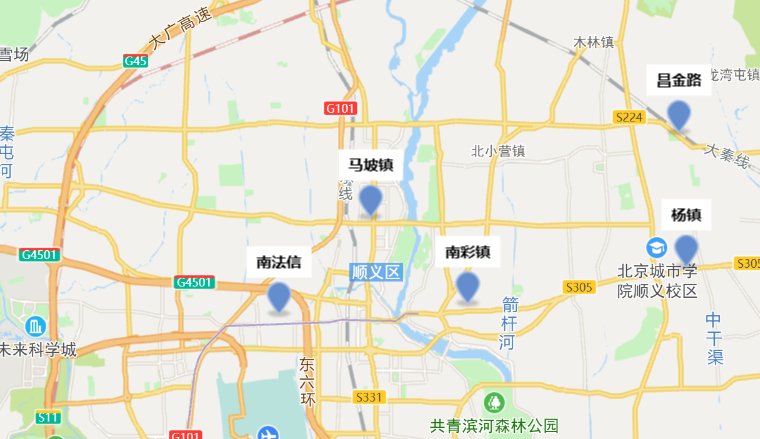 大广高速
木林镇
雪场
G45
龙湾屯镇
昌金路
G101
S224
秦
屯
河
北小营镇
大秦线
马坡镇
线
杨镇
G4501
南法信
南彩镇
顺义区
北京城市学
院顺义校区
S305
G4501
S305
箭
杆
河
中
干
渠
未来科学城
东
六
环
S331
S11
共青滨河森林公园
G101